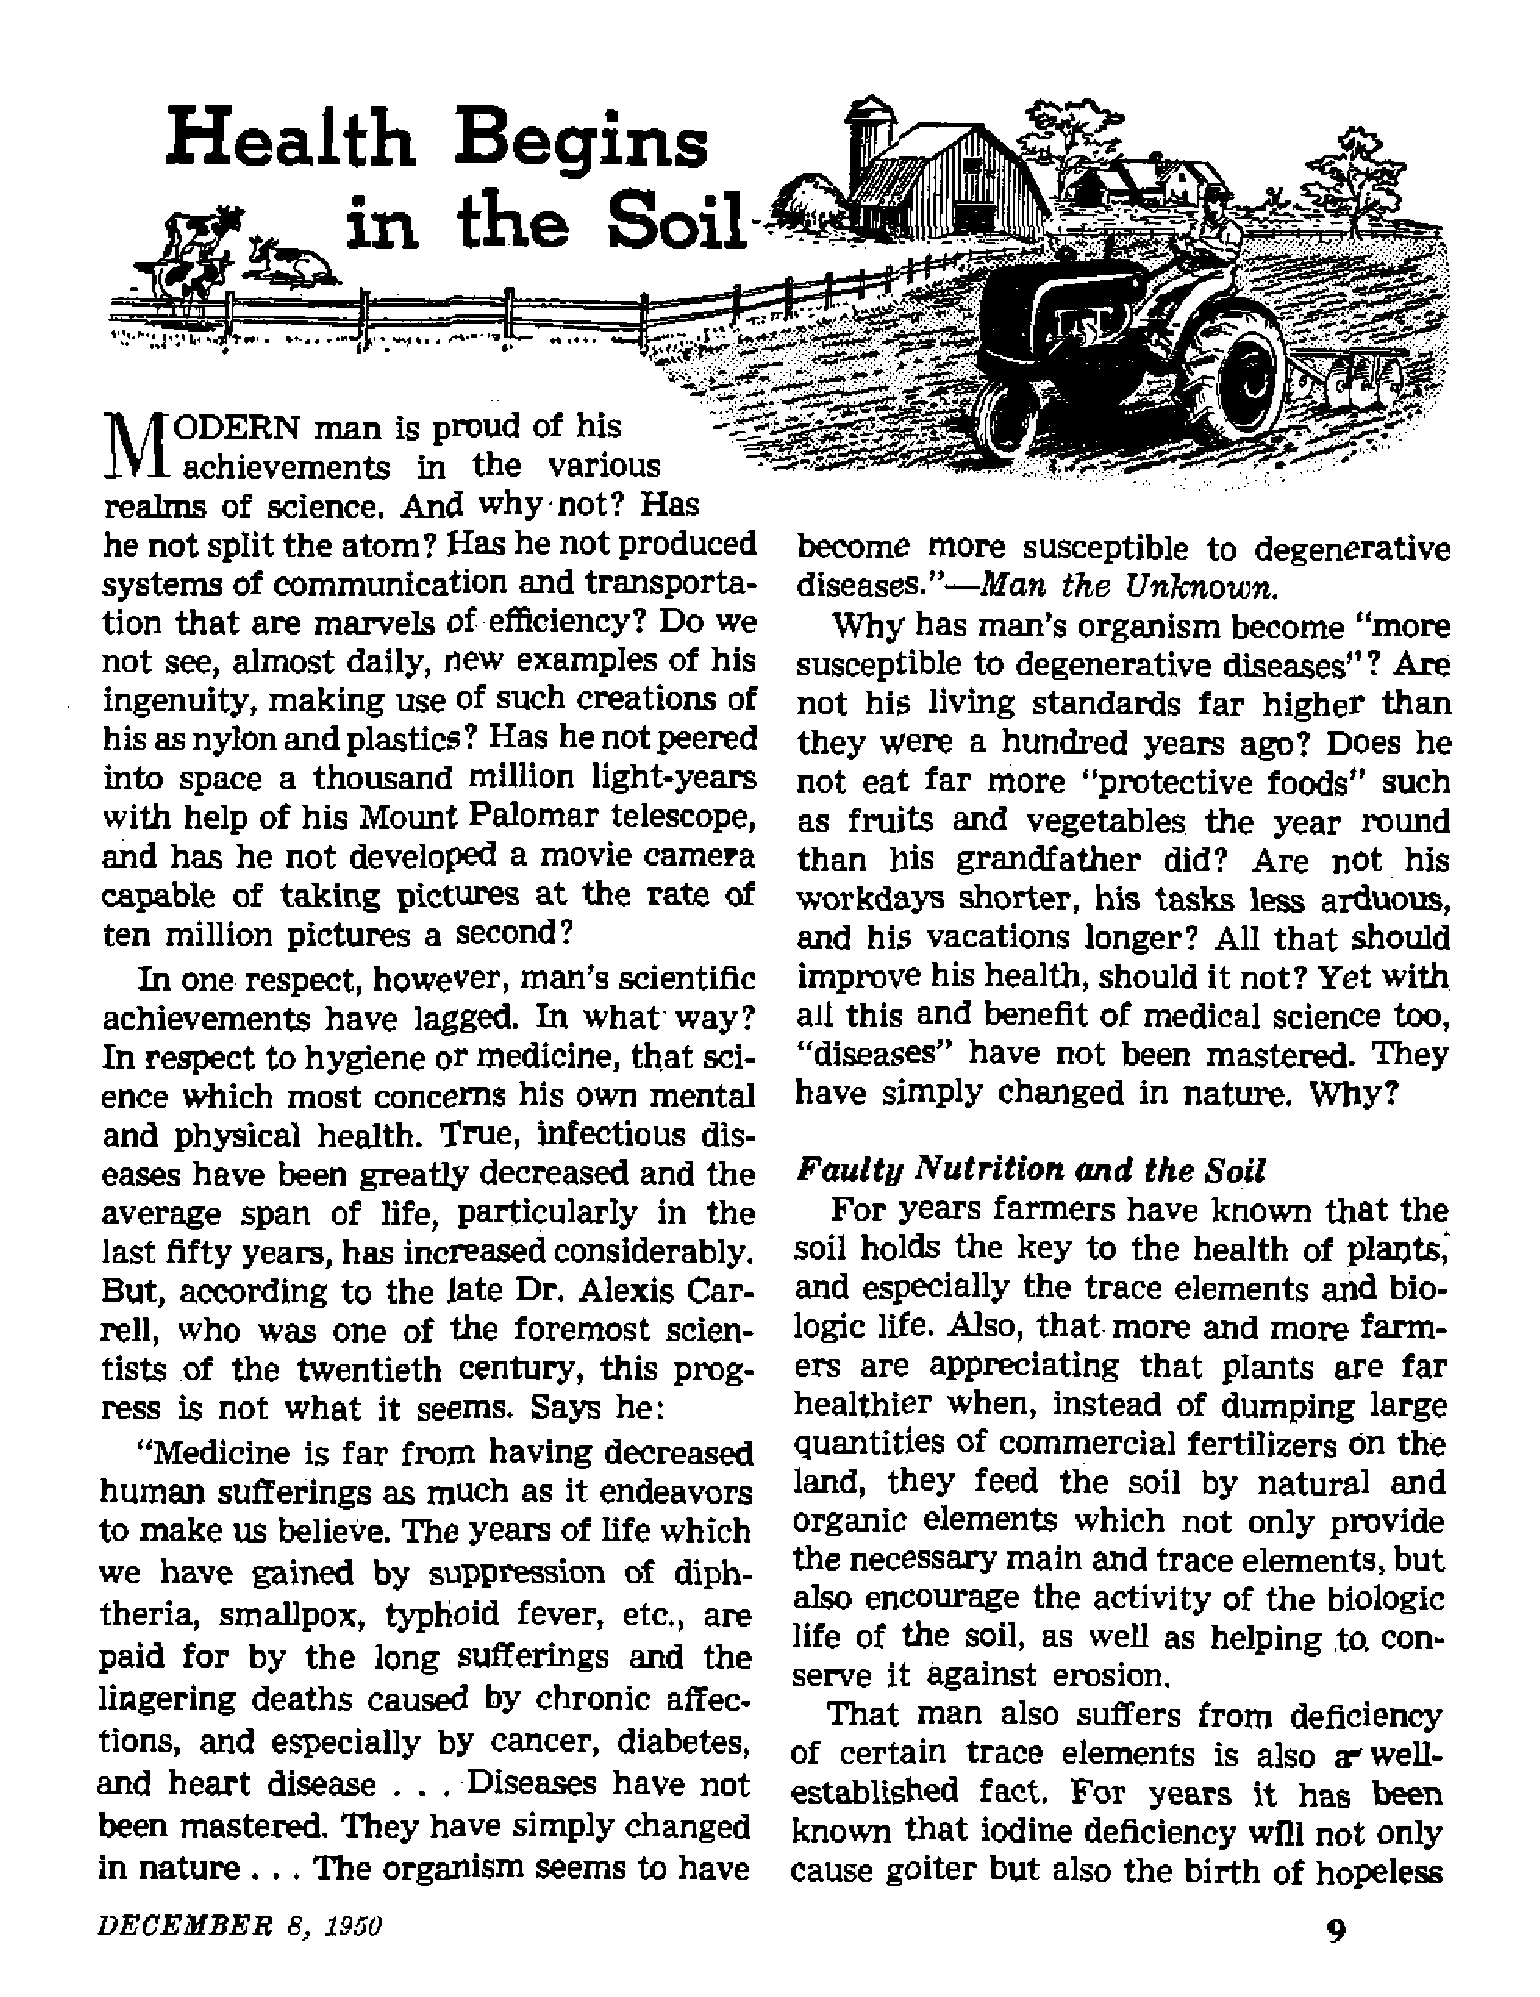 Health Begins
in the Soil
MODERN man is proud of his
achievements in the various
realms of science. And why not? Has
he not split the atom? Has he not produced
systems of communication and transporta-
tion that are marvels of efficiency? Do we
not see, almost daily, new examples of his
ingenuity, making use of such creations of
his as nylon and plastics? Has he not peered
into space a thousand million light-years
with help of his Mount Palomar telescope,
and has he not developed a movie camera
capable of taking pictures at the rate of
ten million pictures a second?
In one respect, however, man's scientific
achievements have lagged. In what way?
In respect to hygiene or medicine, that sci-
ence which most concerns his own mental
and physical health. True, infectious dis-
eases have been greatly decreased and the
average span of life, particularly in the
last fifty years, has increased considerably.
But, according to the late Dr. Alexis Car-
rell, who was one of the foremost scien-
tists of the twentieth century, this prog-
ress is not what it seems. Says he:
"Medicine is far from having decreased
human sufferings as much as it endeavors
to make us believe. The years of life which
we have gained by suppression of diph-
theria, smallpox, typhoid fever, etc., are
paid for by the long sufferings and the
lingering deaths caused by chronic affec-
tions, and especially by cancer, diabetes,
and heart disease . . . Diseases have not
been mastered. They have simply changed
in nature . . . The organism seems to have
become more susceptible to degenerative
diseases."—Man the Unknown.
Why has man's organism become "more
susceptible to degenerative diseases"? Are
not his living standards far higher than
they were a hundred years ago? Does he
not eat far more "protective foods" such
as fruits and vegetables the year round
than his grandfather did? Are not his
workdays shorter, his tasks less arduous,
and his vacations longer? All that should
improve his health, should it not? Yet with
all this and benefit of medical science too,
"diseases" have not been mastered. They
have simply changed in nature. Why?
Faulty Nutrition and the Soil
For years farmers have known that the
soil holds the key to the health of plants,
and especially the trace elements and bio-
logic life. Also, that more and more farm-
ers are appreciating that plants are far
healthier when, instead of dumping large
quantities of commercial fertilizers on the
land, they feed the soil by natural and
organic elements which not only provide
the necessary main and trace elements, but
also encourage the activity of the biologic
life of the soil, as well as helping to con-
serve it against erosion.
That man also suffers from deficiency
of certain trace elements is also a well-
established fact. For years it has been
known that iodine deficiency will not only
cause goiter but also the birth of hopeless
DECEMBER 8, 1950
9